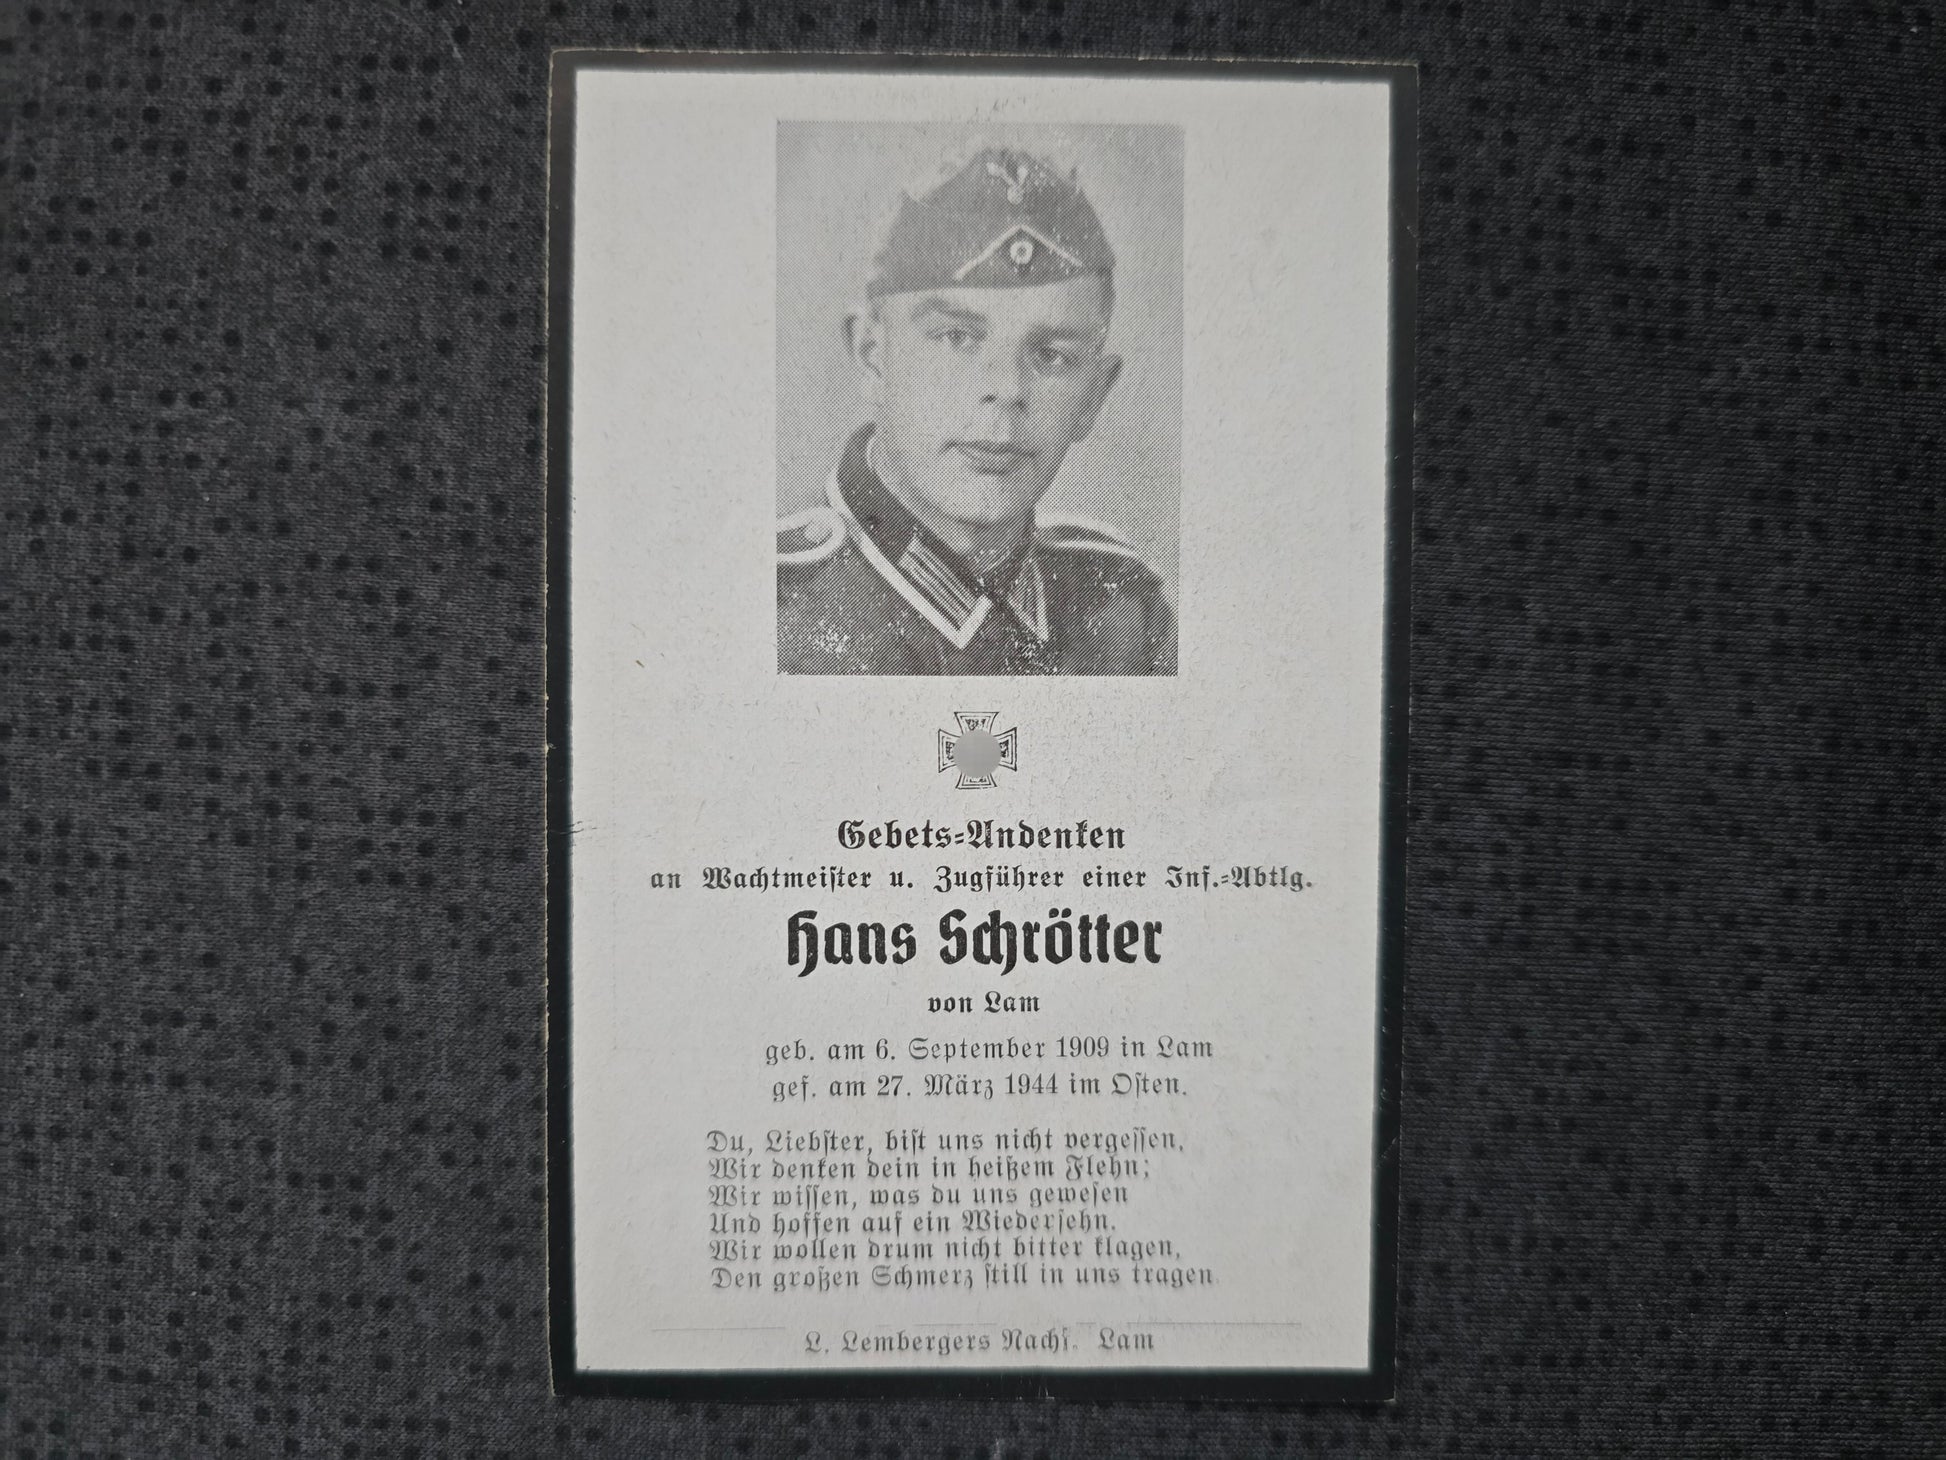 Gebets-Andenken
an Wachtmeister u. Zugführer einer Inf.-Abtlg.
Hans Schrötter
von Lam
geb. am 6. September 1909 in Lam
gef. am 27. März 1944 im Osten.
Du, Liebster, bist uns nicht vergessen,
Wir denken dein in heißem Flehn;
Wir wissen, was du uns gewesen
Und hoffen auf ein Wiedersehn.
Wir wollen drum nicht bitter klagen,
Den großen Schmerz still in uns tragen.
L. Lembergers Nachf. Lam